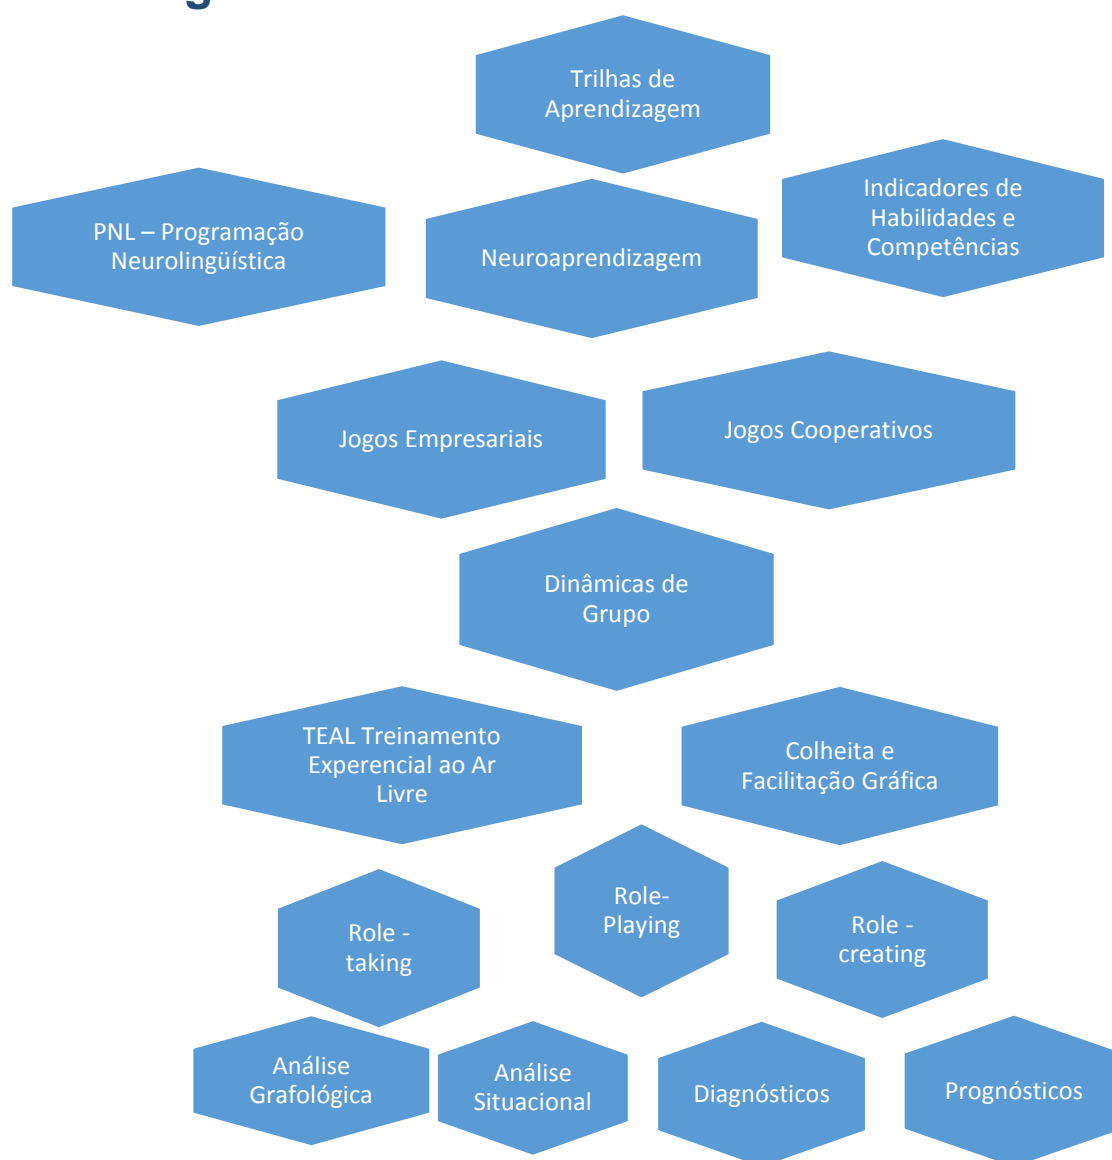 Trilhas de
Aprendizagem
PNL – Programação
Neurolingüística
Neuroaprendizagem
Indicadores de
Habilidades e
Competências
Jogos Empresariais
Jogos Cooperativos
Dinâmicas de
Grupo
TEAL Treinamento
Experencial ao Ar
Livre
Colheita e
Facilitação Gráfica
Role-
Playing
Role -
taking
Role -
creating
Análise
Grafológica
Análise
Situacional
Diagnósticos
Prognósticos